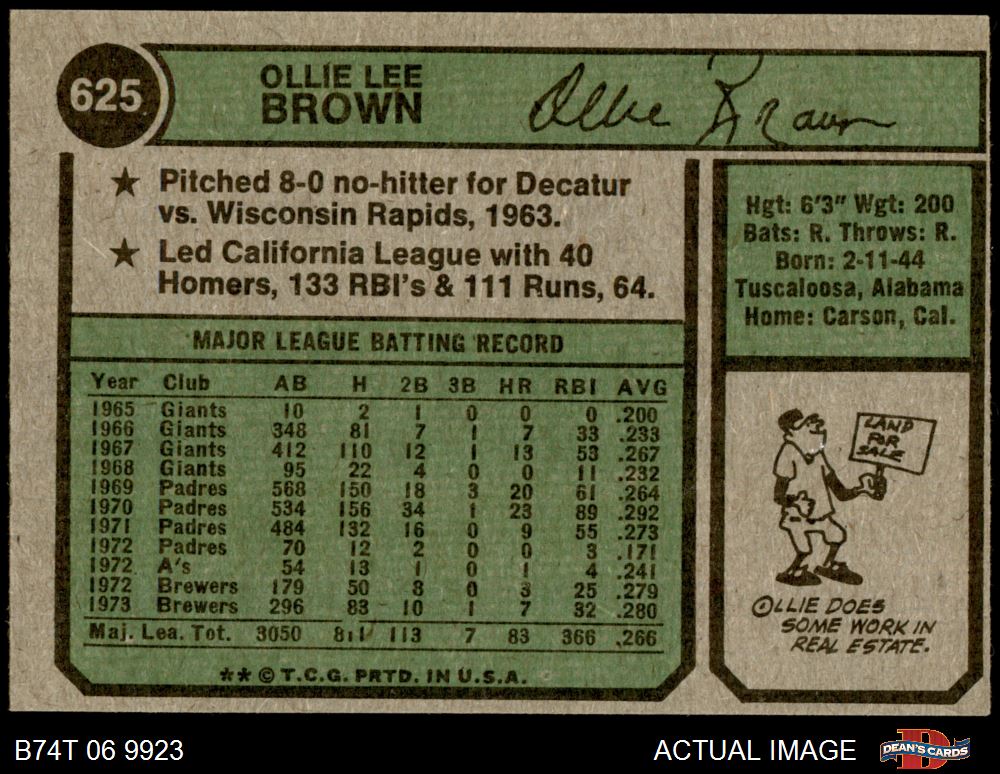 625
OLLIE LEE
BROWN
Ollie Brown
★ Pitched 8-0 no-hitter for Decatur
vs. Wisconsin Rapids, 1963.
★ Led California League with 40
Homers, 133 RBI's & 111 Runs, 64.
Hgt: 6'3" Wgt: 200
Bats: R. Throws: R.
Born: 2-11-44
Tuscaloosa, Alabama
Home: Carson, Cal.
MAJOR LEAGUE BATTING RECORD
Year Club AB H 2B 3B HR RBI AVG
1965 Giants 10 2 1 0 0 0 .200
1966 Giants 348 81 7 1 7 33 .233
1967 Giants 412 110 12 1 13 53 .267
1968 Giants 95 22 4 0 0 11 .232
1969 Padres 568 150 18 3 20 61 .264
1970 Padres 534 156 34 1 23 89 .292
1971 Padres 484 132 16 0 9 55 .273
1972 Padres 70 12 2 0 0 3 .171
1972 A's 54 13 1 0 1 4 .241
1972 Brewers 179 50 8 0 3 25 .279
1973 Brewers 296 83 10 1 7 32 .280
Maj. Lea. Tot. 3050 811 113 7 83 366 .266
** © T.C.G. PRTD. IN U.S.A.
LAND
FOR
SALE
OLLIE DOES
SOME WORK IN
REAL ESTATE.
B74T 06 9923
ACTUAL IMAGE
DEAN'S CARDS